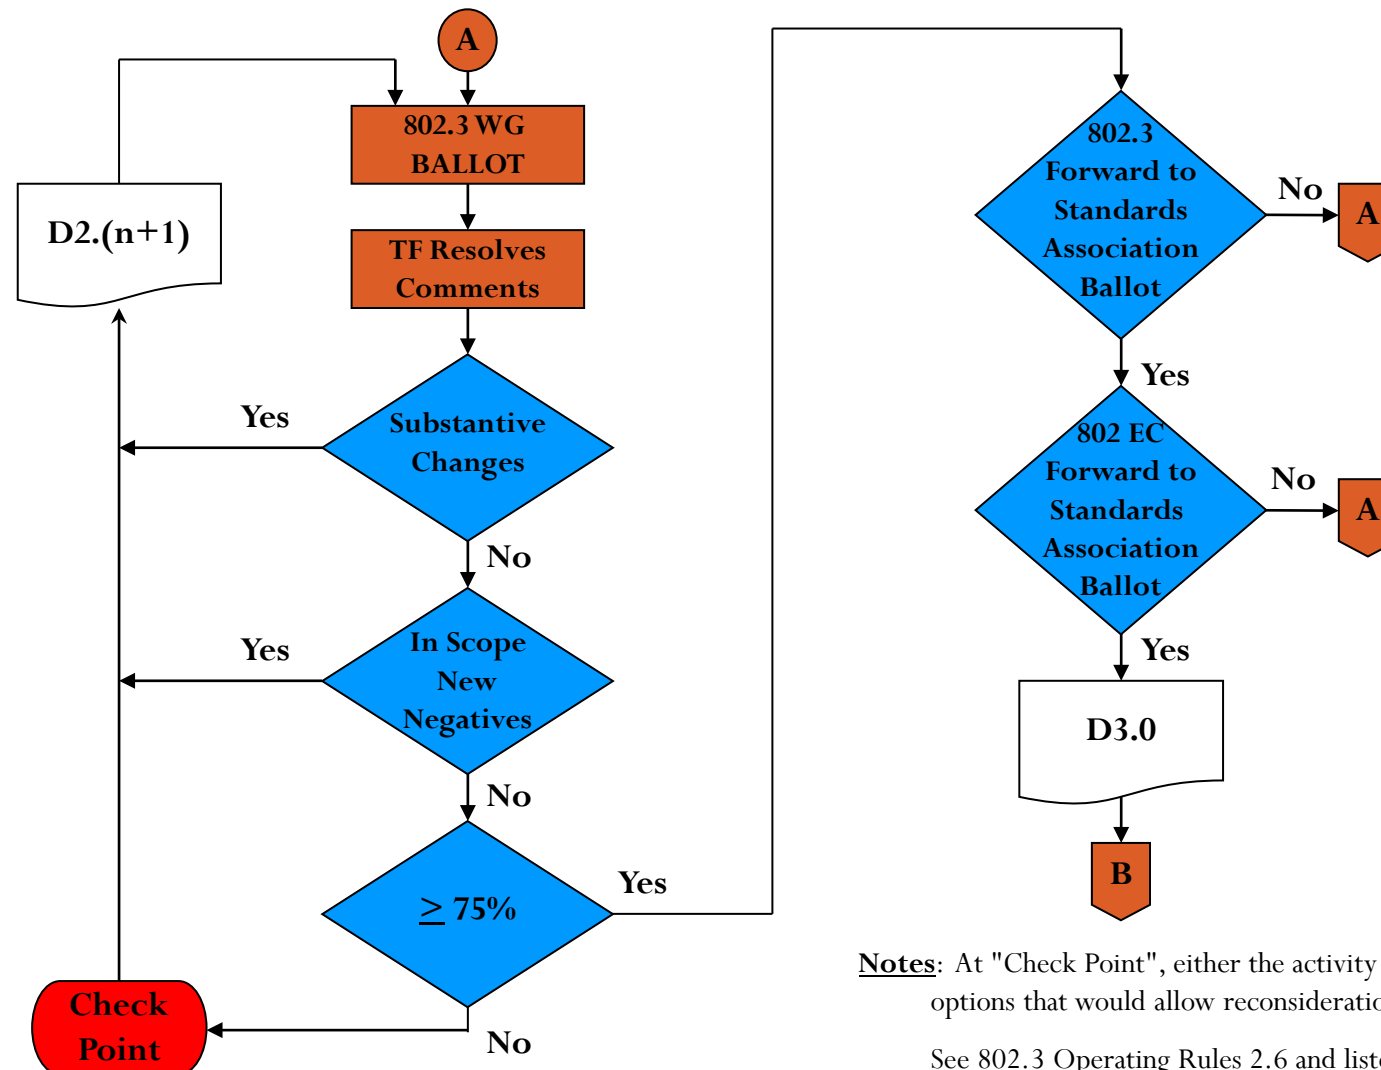 A
802.3 WG
BALLOT
D2.(n+1)
TF Resolves
Comments
Yes
Substantive
Changes
No
Yes
In Scope
New
Negatives
No
≥ 75%
Yes
Check
Point
No
802.3
Forward to
Standards
Association
Ballot
No
A
Yes
802 EC
Forward to
Standards
Association
Ballot
No
A
Yes
D3.0
B
Notes: At "Check Point", either the activity
options that would allow
See 802.3 Operating Rules 2.6 and